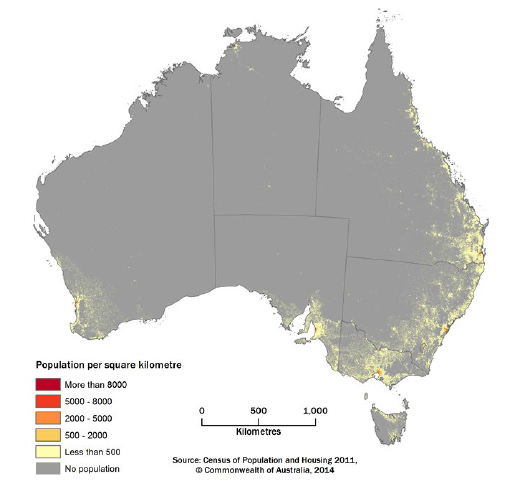 Population per square kilometre
More than 8000
5000 - 8000
2000 - 5000
500 - 2000
Less than 500
No population
0 500 1,000
Kilometres
Source: Census of Population and Housing 2011,
© Commonwealth of Australia, 2014